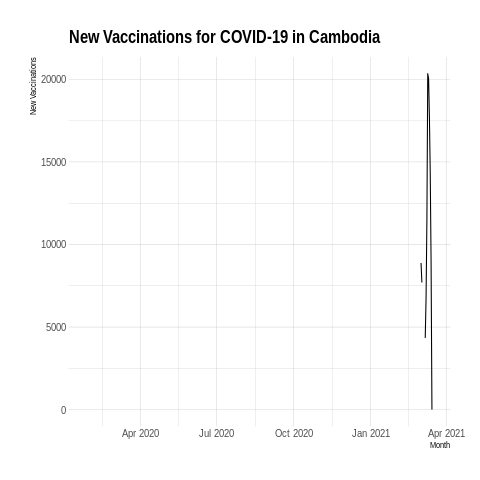 New Vaccinations for COVID-19 in Cambodia
New Vaccinations
20000
15000
10000
5000
0
Apr 2020 Jul 2020 Oct 2020 Jan 2021 Apr 2021
Month